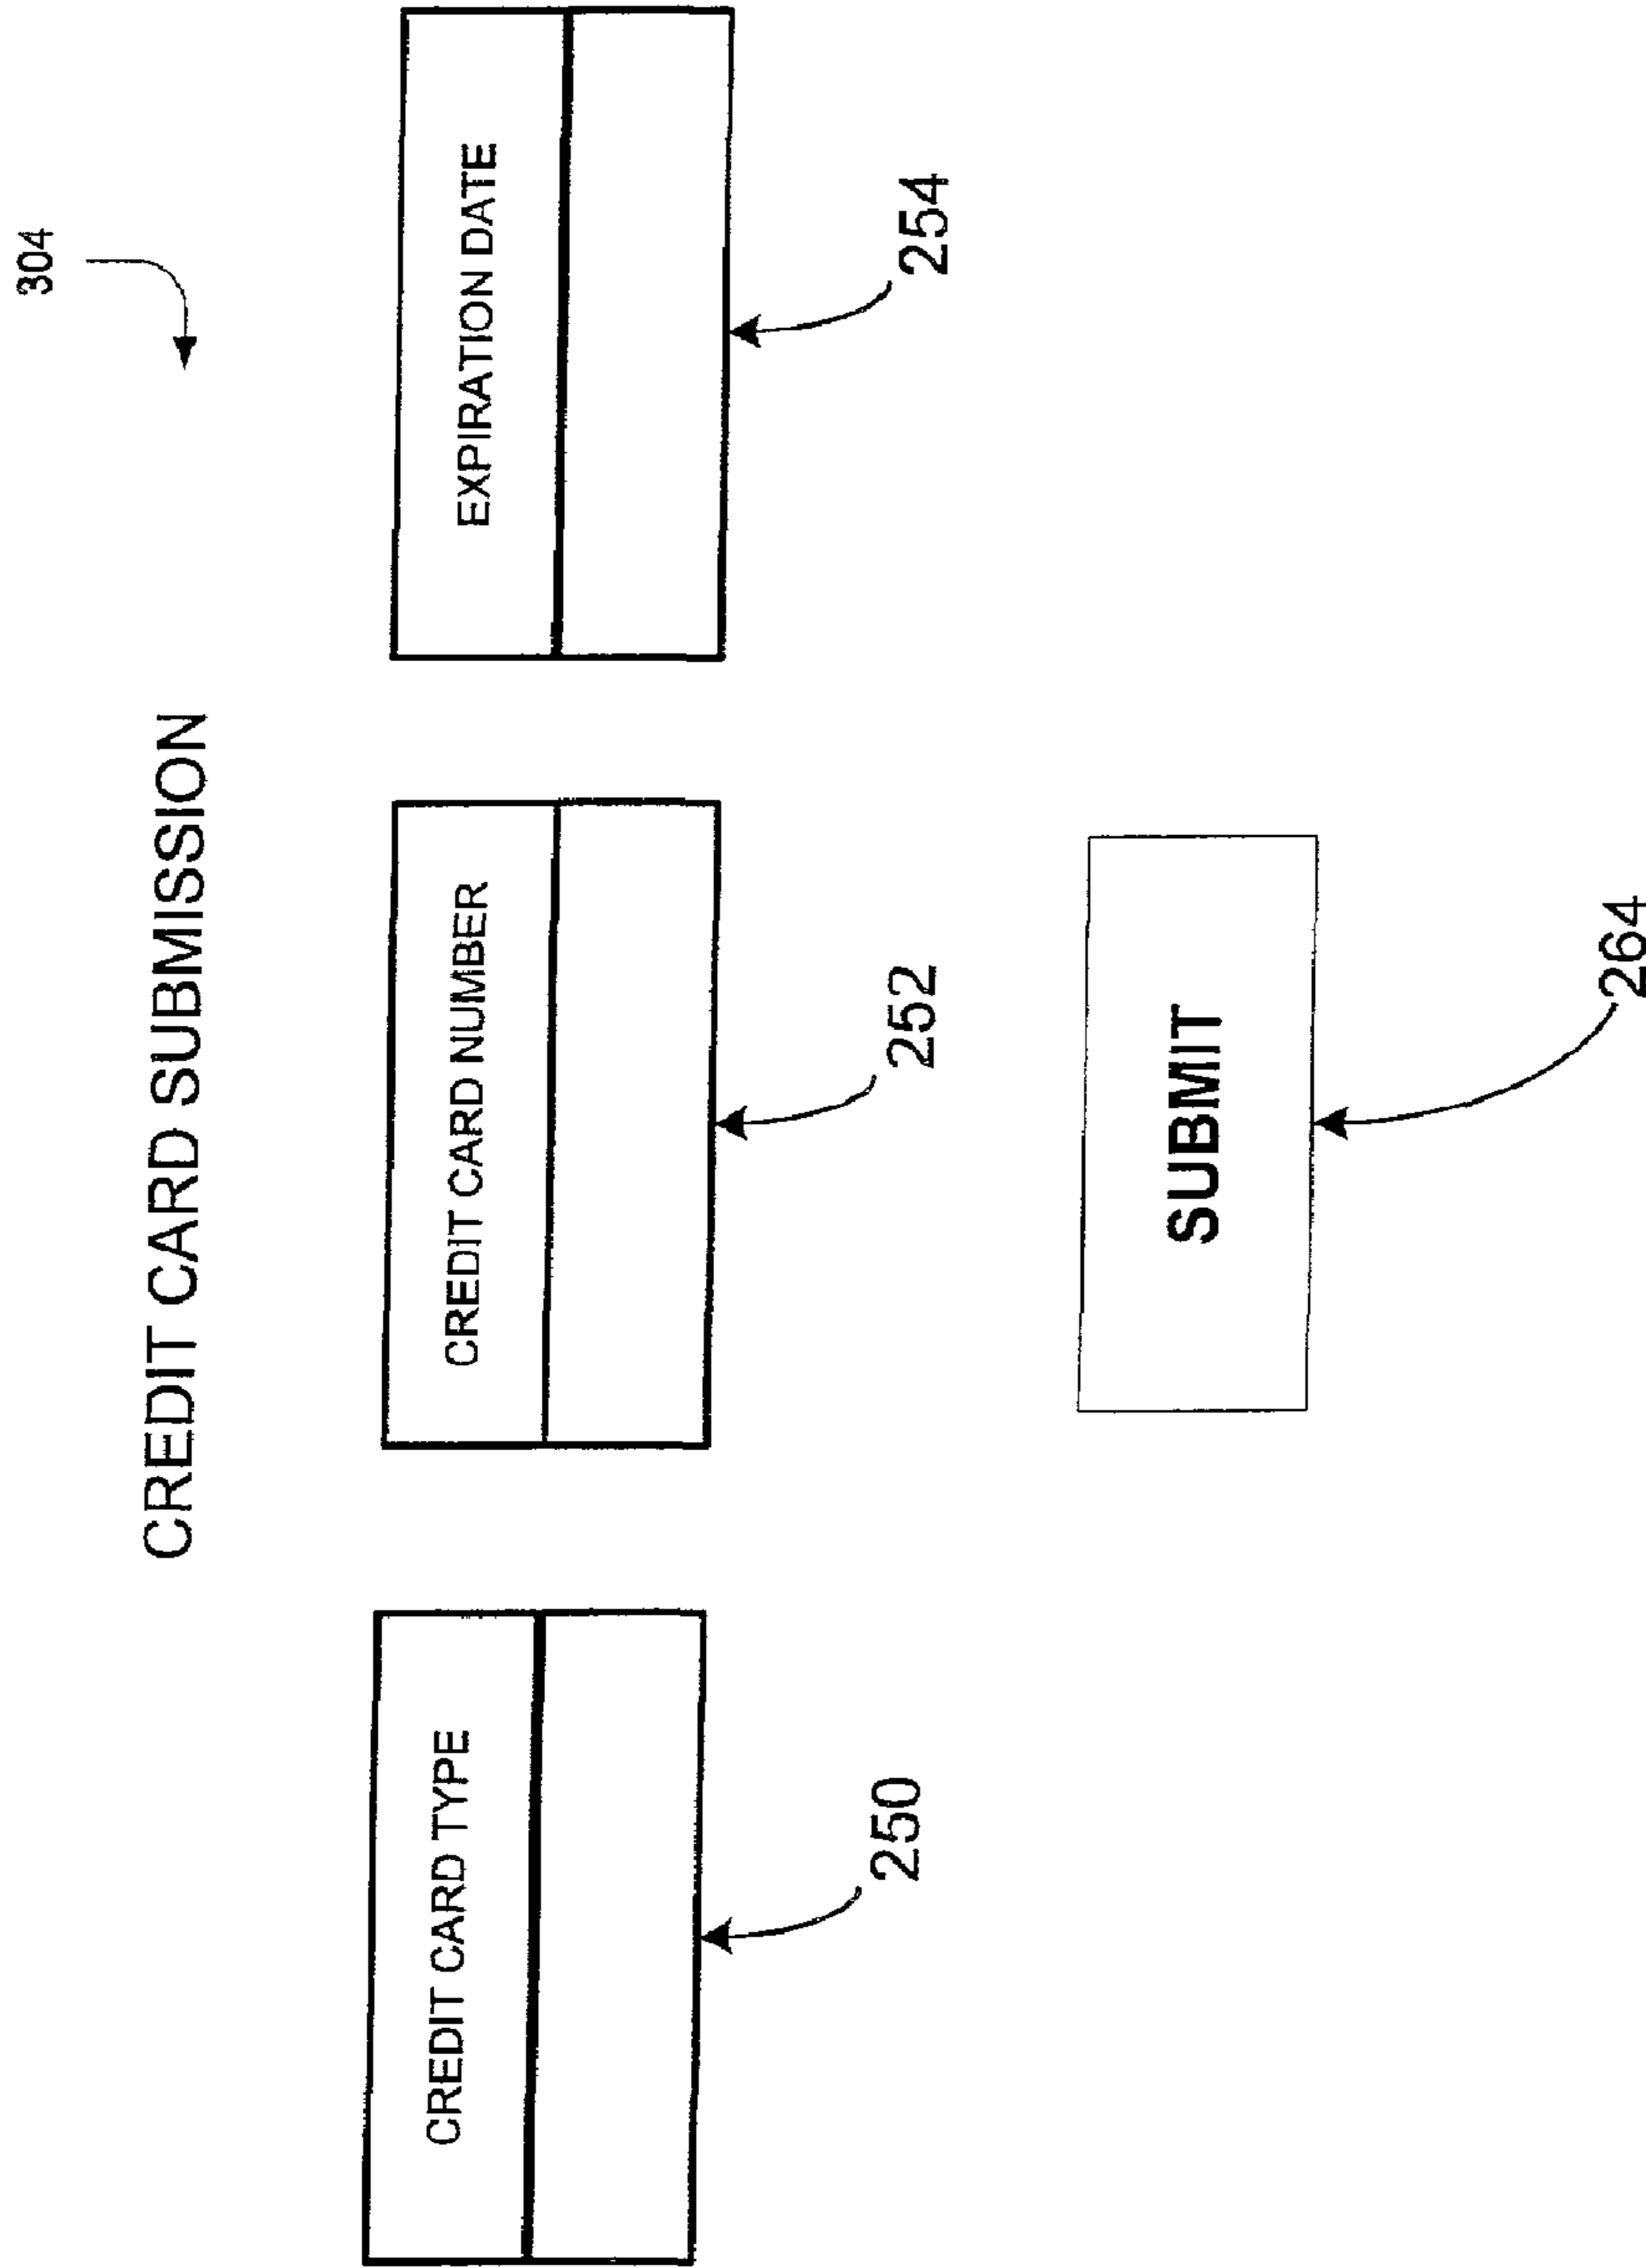 304
CREDIT CARD SUBMISSION
CREDIT CARD TYPE
CREDIT CARD NUMBER
EXPIRATION DATE
250
252
254
SUBMIT
264